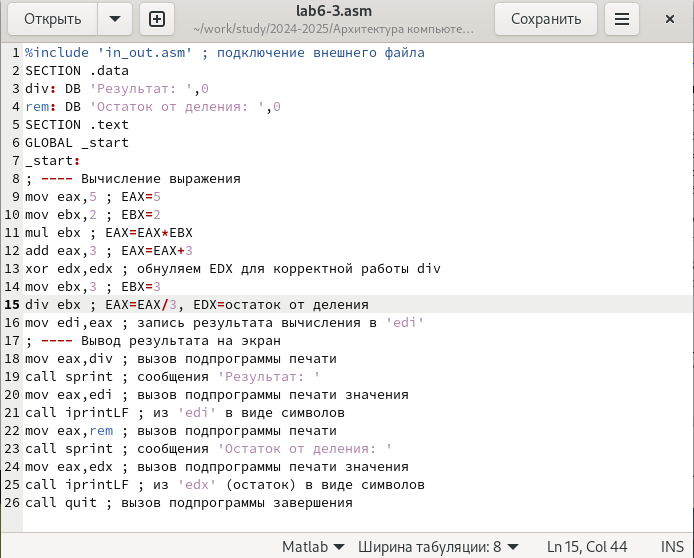 Открыть
lab6-3.asm
~/work/study/2024-2025/Архитектура компьюте...
Сохранить
1 %include 'in_out.asm' ; подключение внешнего файла
2 SECTION .data
3 div: DB 'Результат: ',0
4 rem: DB 'Остаток от деления: ',0
5 SECTION .text
6 GLOBAL _start
7 _start:
8 ; ---- Вычисление выражения
9 mov eax,5 ; EAX=5
10 mov ebx,2 ; EBX=2
11 mul ebx ; EAX=EAX*EBX
12 add eax,3 ; EAX=EAX+3
13 xor edx,edx ; обнуляем EDX для корректной работы div
14 mov ebx,3 ; EBX=3
15 div ebx ; EAX=EAX/3, EDX=остаток от деления
16 mov edi,eax ; запись результата вычисления в 'edi'
17 ; ---- Вывод результата на экран
18 mov eax,div ; вызов подпрограммы печати
19 call sprint ; сообщения 'Результат: '
20 mov eax,edi ; вызов подпрограммы печати значения
21 call iprintLF ; из 'edi' в виде символов
22 mov eax,rem ; вызов подпрограммы печати
23 call sprint ; сообщения 'Остаток от деления: '
24 mov eax,edx ; вызов подпрограммы печати значения
25 call iprintLF ; из 'edx' (остаток) в виде символов
26 call quit ; вызов подпрограммы завершения
Matlab Ширина табуляции: 8 Ln 15, Col 44 INS